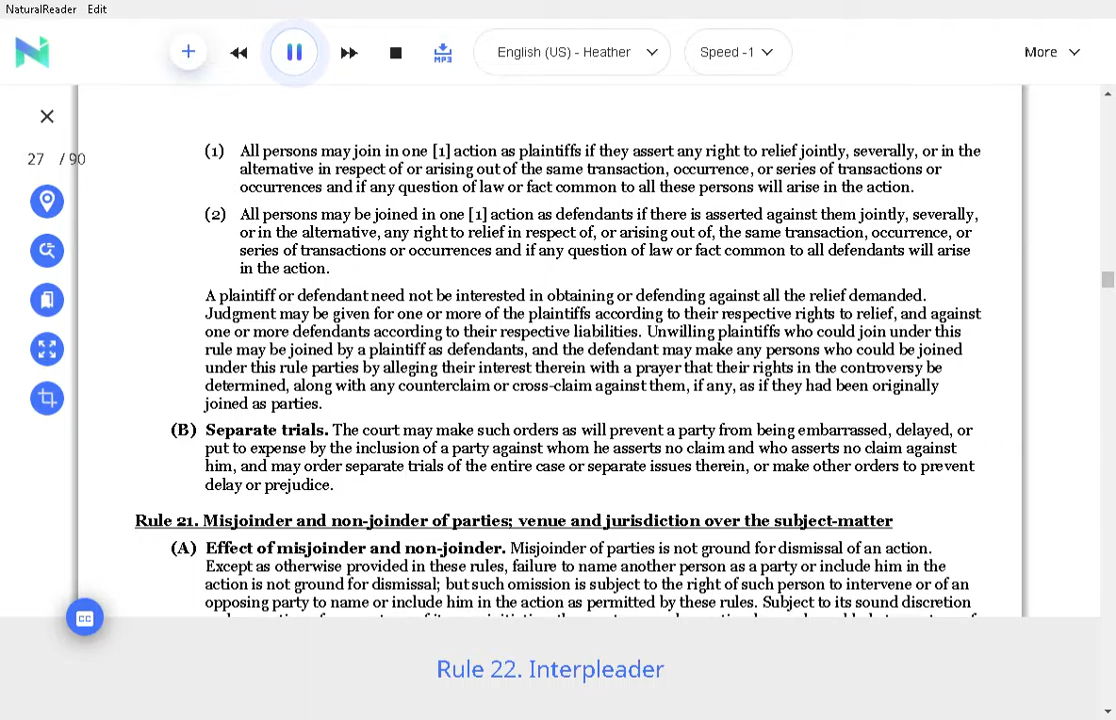 NaturalReader Edit
MP3 English (US) - Heather Speed -1 More
27 / 90
(1) All persons may join in one [1] action as plaintiffs if they assert any right to relief jointly, severally, or in the
alternative in respect of or arising out of the same transaction, occurrence, or series of transactions or
occurrences and if any question of law or fact common to all these persons will arise in the action.
(2) All persons may be joined in one [1] action as defendants if there is asserted against them jointly, severally,
or in the alternative, any right to relief in respect of, or arising out of, the same transaction, occurrence, or
series of transactions or occurrences and if any question of law or fact common to all defendants will arise
in the action.
A plaintiff or defendant need not be interested in obtaining or defending against all the relief demanded.
Judgment may be given for one or more of the plaintiffs according to their respective rights to relief, and against
one or more defendants according to their respective liabilities. Unwilling plaintiffs who could join under this
rule may be joined by a plaintiff as defendants, and the defendant may make any persons who could be joined
under this rule parties by alleging their interest therein with a prayer that their rights in the controversy be
determined, along with any counterclaim or cross-claim against them, if any, as if they had been originally
joined as parties.
(B) Separate trials. The court may make such orders as will prevent a party from being embarrassed, delayed, or
put to expense by the inclusion of a party against whom he asserts no claim and who asserts no claim against
him, and may order separate trials of the entire case or separate issues therein, or make other orders to prevent
delay or prejudice.
Rule 21. Misjoinder and non-joinder of parties; venue and jurisdiction over the subject-matter
(A) Effect of misjoinder and non-joinder. Misjoinder of parties is not ground for dismissal of an action.
Except as otherwise provided in these rules, failure to name another person as a party or include him in the
action is not ground for dismissal; but such omission is subject to the right of such person to intervene or of an
opposing party to name or include him in the action as permitted by these rules. Subject to its sound discretion
CC
Rule 22. Interpleader